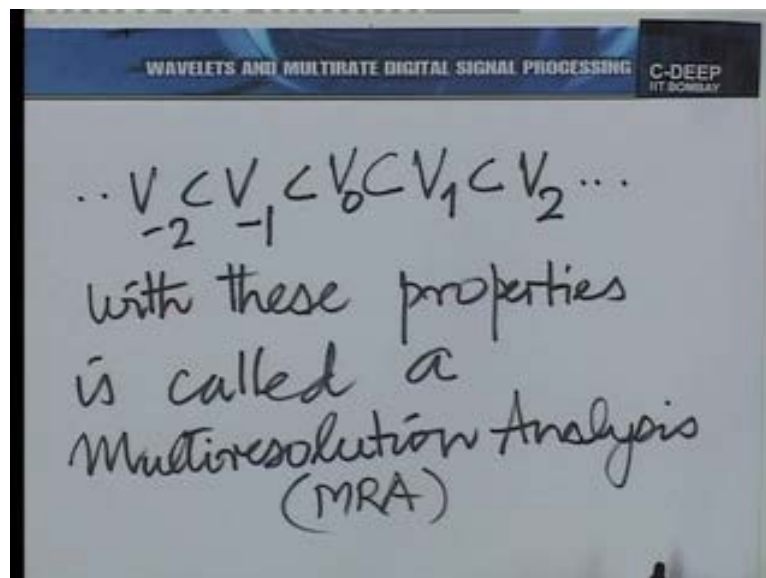 WAVELETS AND MULTIRATE DIGITAL SIGNAL PROCESSING
C-DEEP
IIT BOMBAY
.. V₋₂ ⊂ V₋₁ ⊂ V₀ ⊂ V₁ ⊂ V₂ ...
with these properties
is called a
Multiresolution Analysis
(MRA)